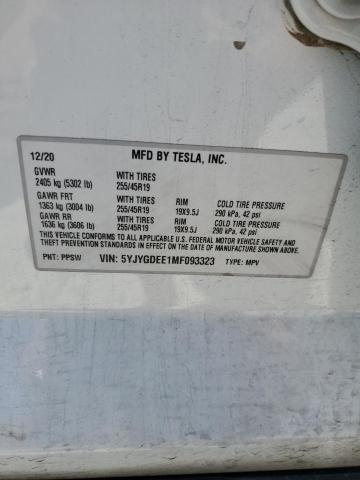 12/20 MFD BY TESLA, INC.
GVWR WITH TIRES
2405 kg (5302 lb) 255/45R19
GAWR FRT WITH TIRES RIM COLD TIRE PRESSURE
1363 kg (3004 lb) 255/45R19 19X9.5J 290 kPa, 42 psi
GAWR RR WITH TIRES RIM COLD TIRE PRESSURE
1636 kg (3606 lb) 255/45R19 19X9.5J 290 kPa, 42 psi
THIS VEHICLE CONFORMS TO ALL APPLICABLE U.S. FEDERAL MOTOR VEHICLE SAFETY AND
THEFT PREVENTION STANDARDS IN EFFECT ON THE DATE OF MANUFACTURE SHOWN ABOVE.
PNT: PPSW VIN: 5YJYGDEE1MF093323 TYPE: MPV